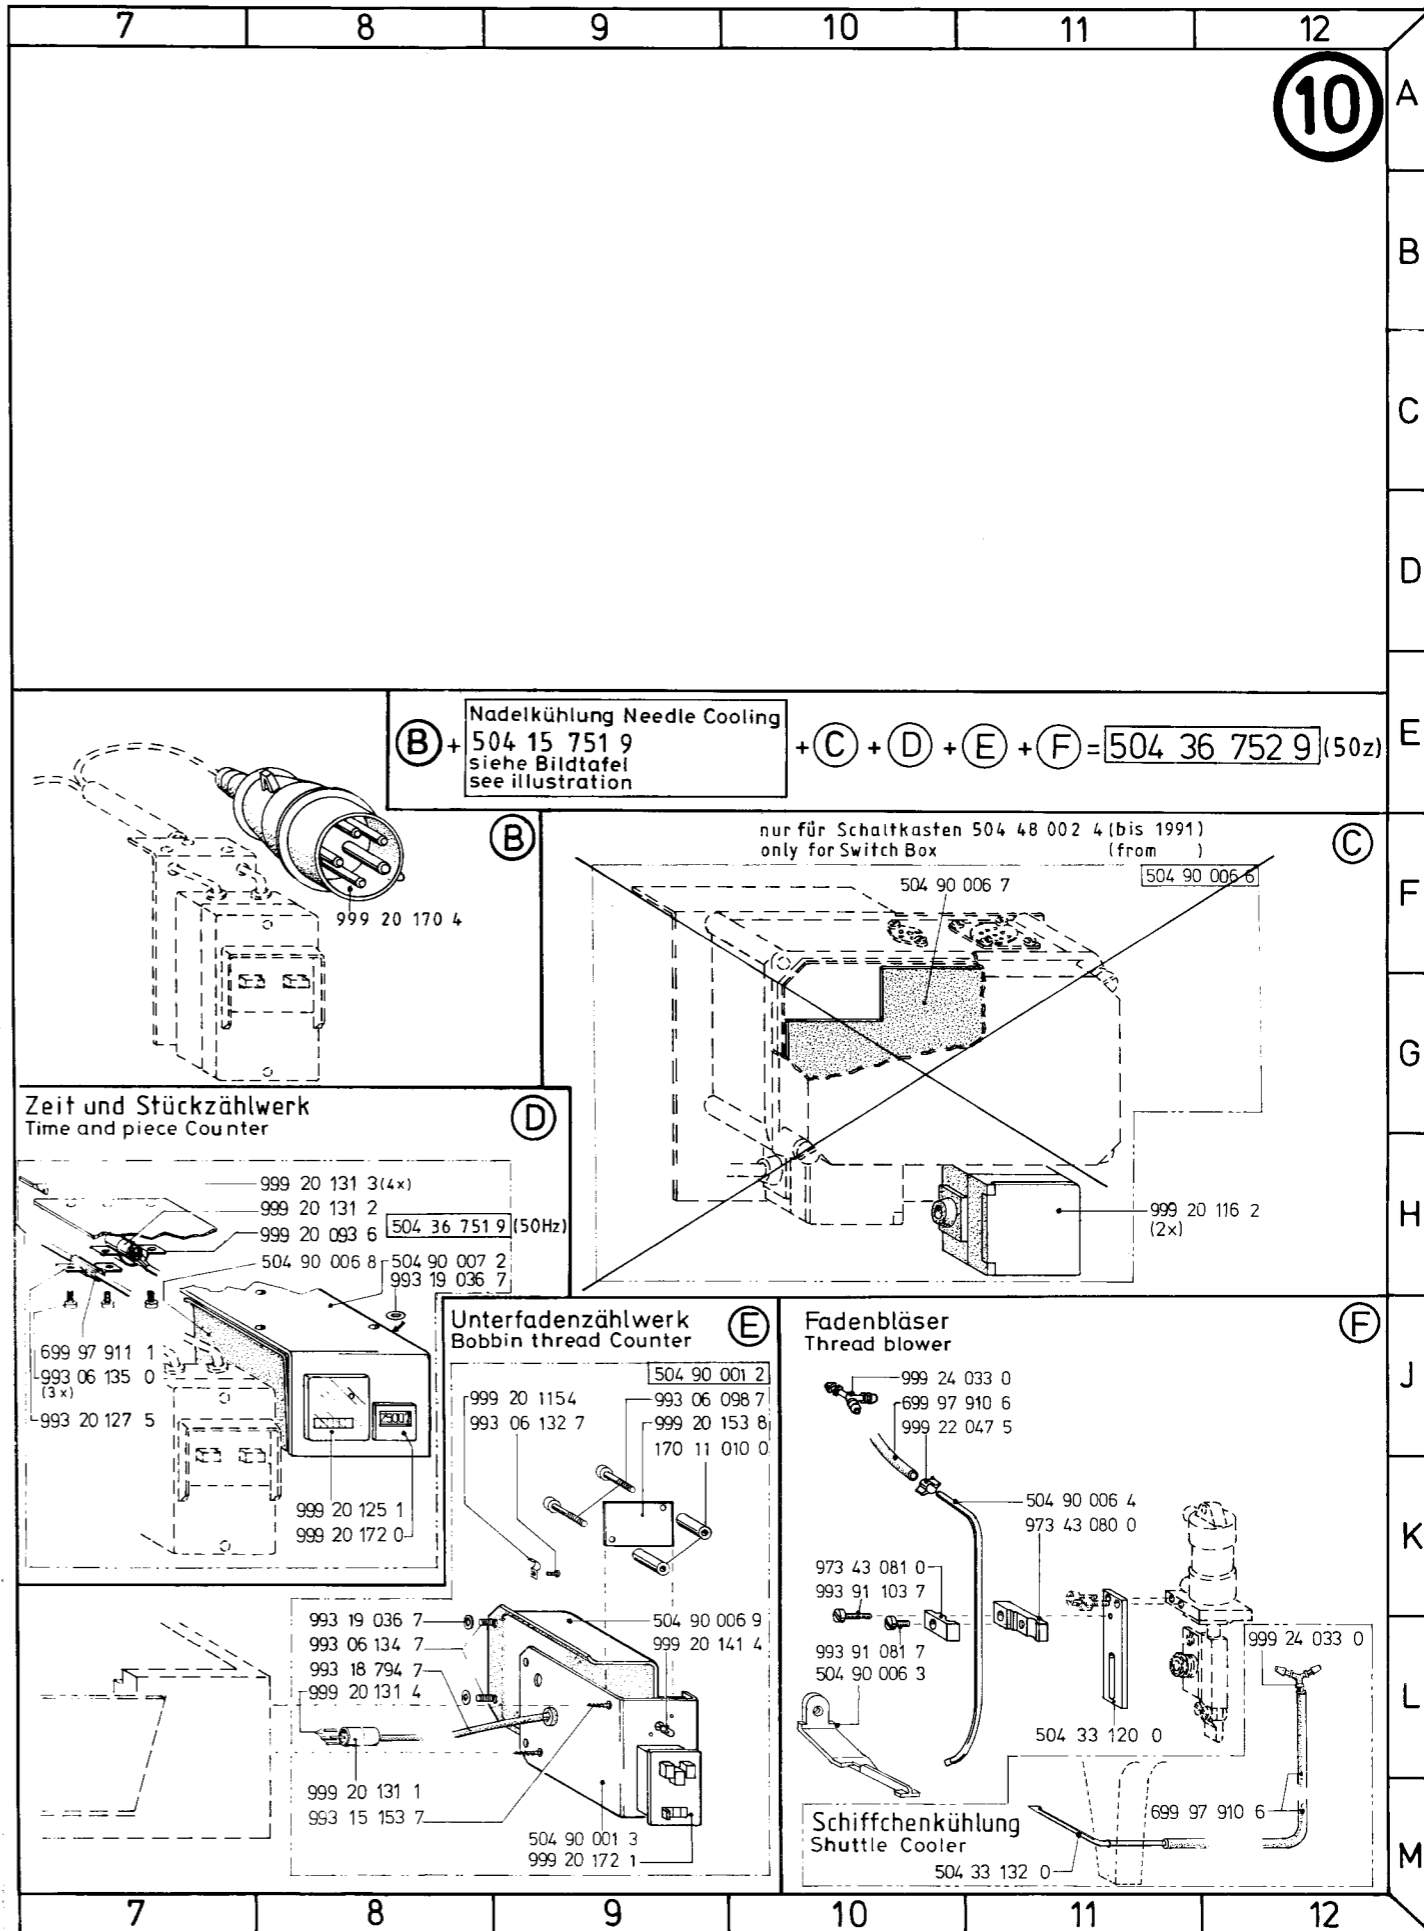 7 8 9 10 11 12
10
A
B
C
D
E
F
G
H
J
K
L
M
B + Nadelkühlung Needle Cooling
504 15 751 9
siehe Bildtafel
see illustration
+ C + D + E + F = 504 36 752 9 (50z)
B
999 20 170 4
C
nur für Schaltkasten 504 48 002 4 (bis 1991)
only for Switch Box (from )
504 90 006 6
504 90 006 7
999 20 116 2
(2x)
Zeit und Stückzählwerk
Time and piece Counter
D
999 20 131 3 (4x)
999 20 131 2
999 20 093 6
504 36 751 9 (50Hz)
504 90 006 8
504 90 007 2
993 19 036 7
699 97 911 1
993 06 135 0
(3x)
993 20 127 5
999 20 125 1
999 20 172 0
Unterfadenzählwerk
Bobbin thread Counter
E
504 90 001 2
999 20 115 4
993 06 132 7
993 06 098 7
999 20 153 8
170 11 010 0
993 19 036 7
993 06 134 7
993 18 794 7
999 20 131 4
504 90 006 9
999 20 141 4
999 20 131 1
993 15 153 7
504 90 001 3
999 20 172 1
Fadenbläser
Thread blower
F
999 24 033 0
699 97 910 6
999 22 047 5
504 90 006 4
973 43 080 0
973 43 081 0
993 91 103 7
993 91 081 7
504 90 006 3
504 33 120 0
999 24 033 0
699 97 910 6
Schiffchenkühlung
Shuttle Cooler
504 33 132 0
7 8 9 10 11 12